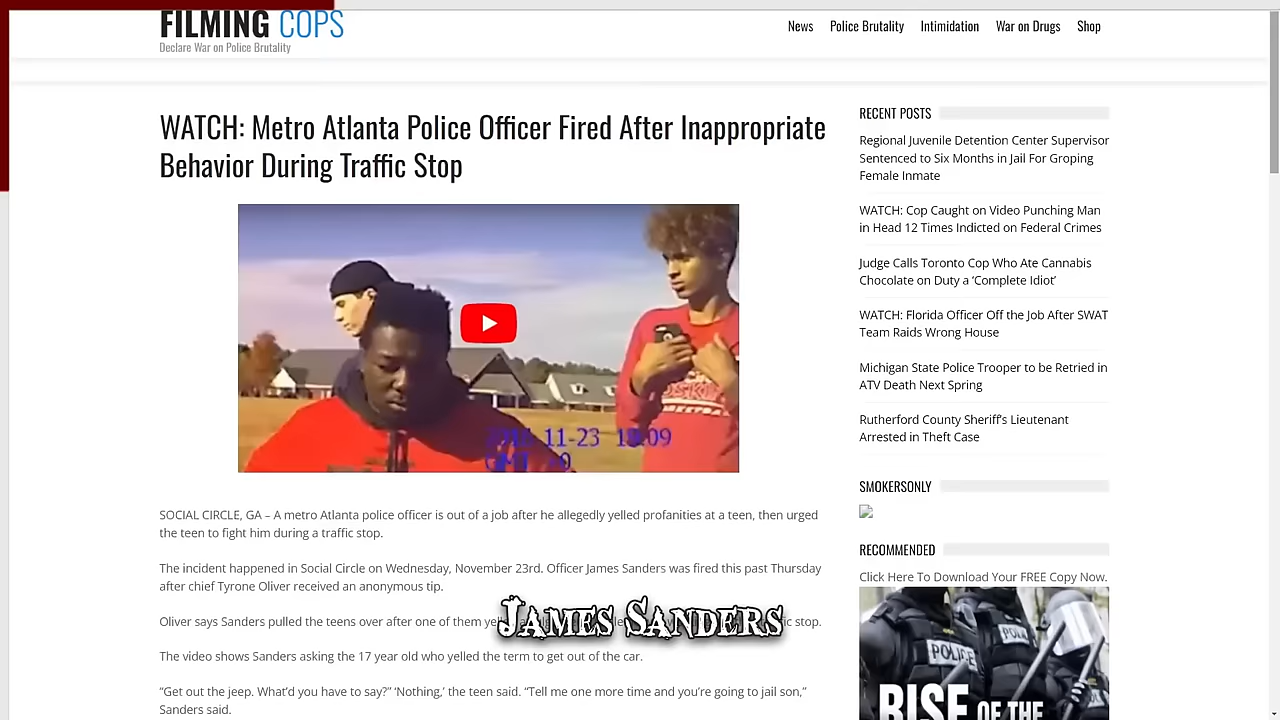 FILMING COPS
Declare War on Police Brutality
News
Police Brutality
Intimidation
War on Drugs
Shop
WATCH: Metro Atlanta Police Officer Fired After Inappropriate
Behavior During Traffic Stop
11-23
GMT
SOCIAL CIRCLE, GA – A metro Atlanta police officer is out of a job after he allegedly yelled profanities at a teen, then urged
the teen to fight him during a traffic stop.
The incident happened in Social Circle on Wednesday, November 23rd. Officer James Sanders was fired this past Thursday
after chief Tyrone Oliver received an anonymous tip.
Oliver says Sanders pulled the teens over after one of them stop.
James Sanders
The video shows Sanders asking the 17 year old who yelled the term to get out of the car.
“Get out the jeep. What’d you have to say?” ‘Nothing,’ the teen said. “Tell me one more time and you’re going to jail son,”
Sanders said.
RECENT POSTS
Regional Juvenile Detention Center Supervisor
Sentenced to Six Months in Jail For Groping
Female Inmate
WATCH: Cop Caught on Video Punching Man
in Head 12 Times Indicted on Federal Crimes
Judge Calls Toronto Cop Who Ate Cannabis
Chocolate on Duty a ‘Complete Idiot’
WATCH: Florida Officer Off the Job After SWAT
Team Raids Wrong House
Michigan State Police Trooper to be Retried in
ATV Death Next Spring
Rutherford County Sheriff’s Lieutenant
Arrested in Theft Case
SMOKERSONLY
RECOMMENDED
Click Here To Download Your FREE Copy Now.
POLICE
RISE OF THE